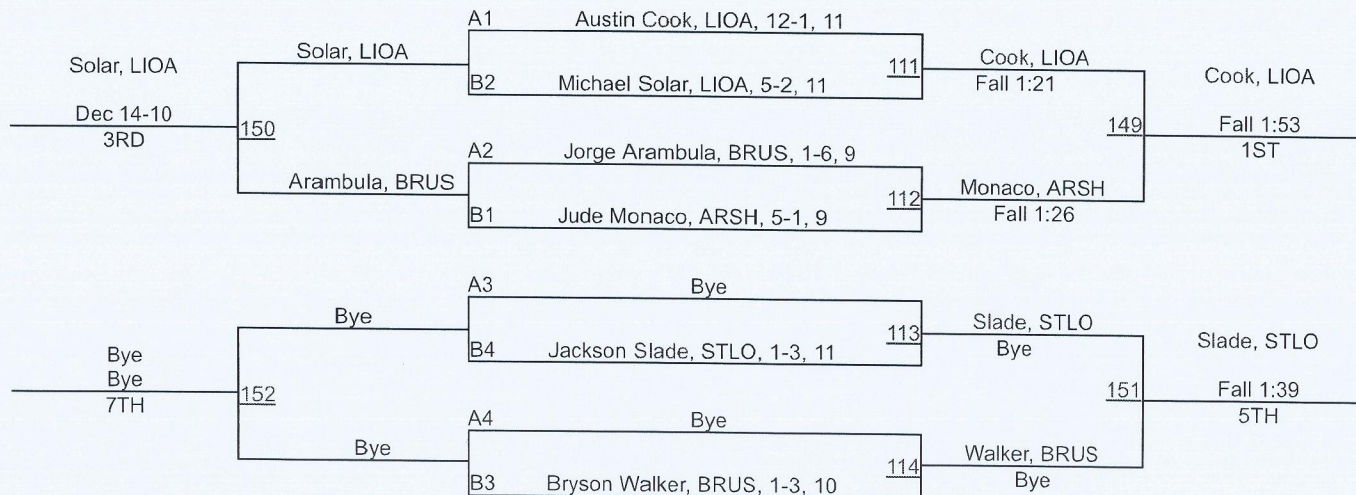 A1 Austin Cook, LIOA, 12-1, 11
Solar, LIOA
Solar, LIOA
111
Cook, LIOA
Cook, LIOA
B2 Michael Solar, LIOA, 5-2, 11
Fall 1:21
Dec 14-10
150
149
Fall 1:53
3RD
1ST
A2 Jorge Arambula, BRUS, 1-6, 9
Arambula, BRUS
112
Monaco, ARSH
B1 Jude Monaco, ARSH, 5-1, 9
Fall 1:26
A3 Bye
Bye
113
Slade, STLO
Slade, STLO
B4 Jackson Slade, STLO, 1-3, 11
Bye
Bye
Bye
152
151
Fall 1:39
7TH
5TH
A4 Bye
Bye
114
Walker, BRUS
B3 Bryson Walker, BRUS, 1-3, 10
Bye